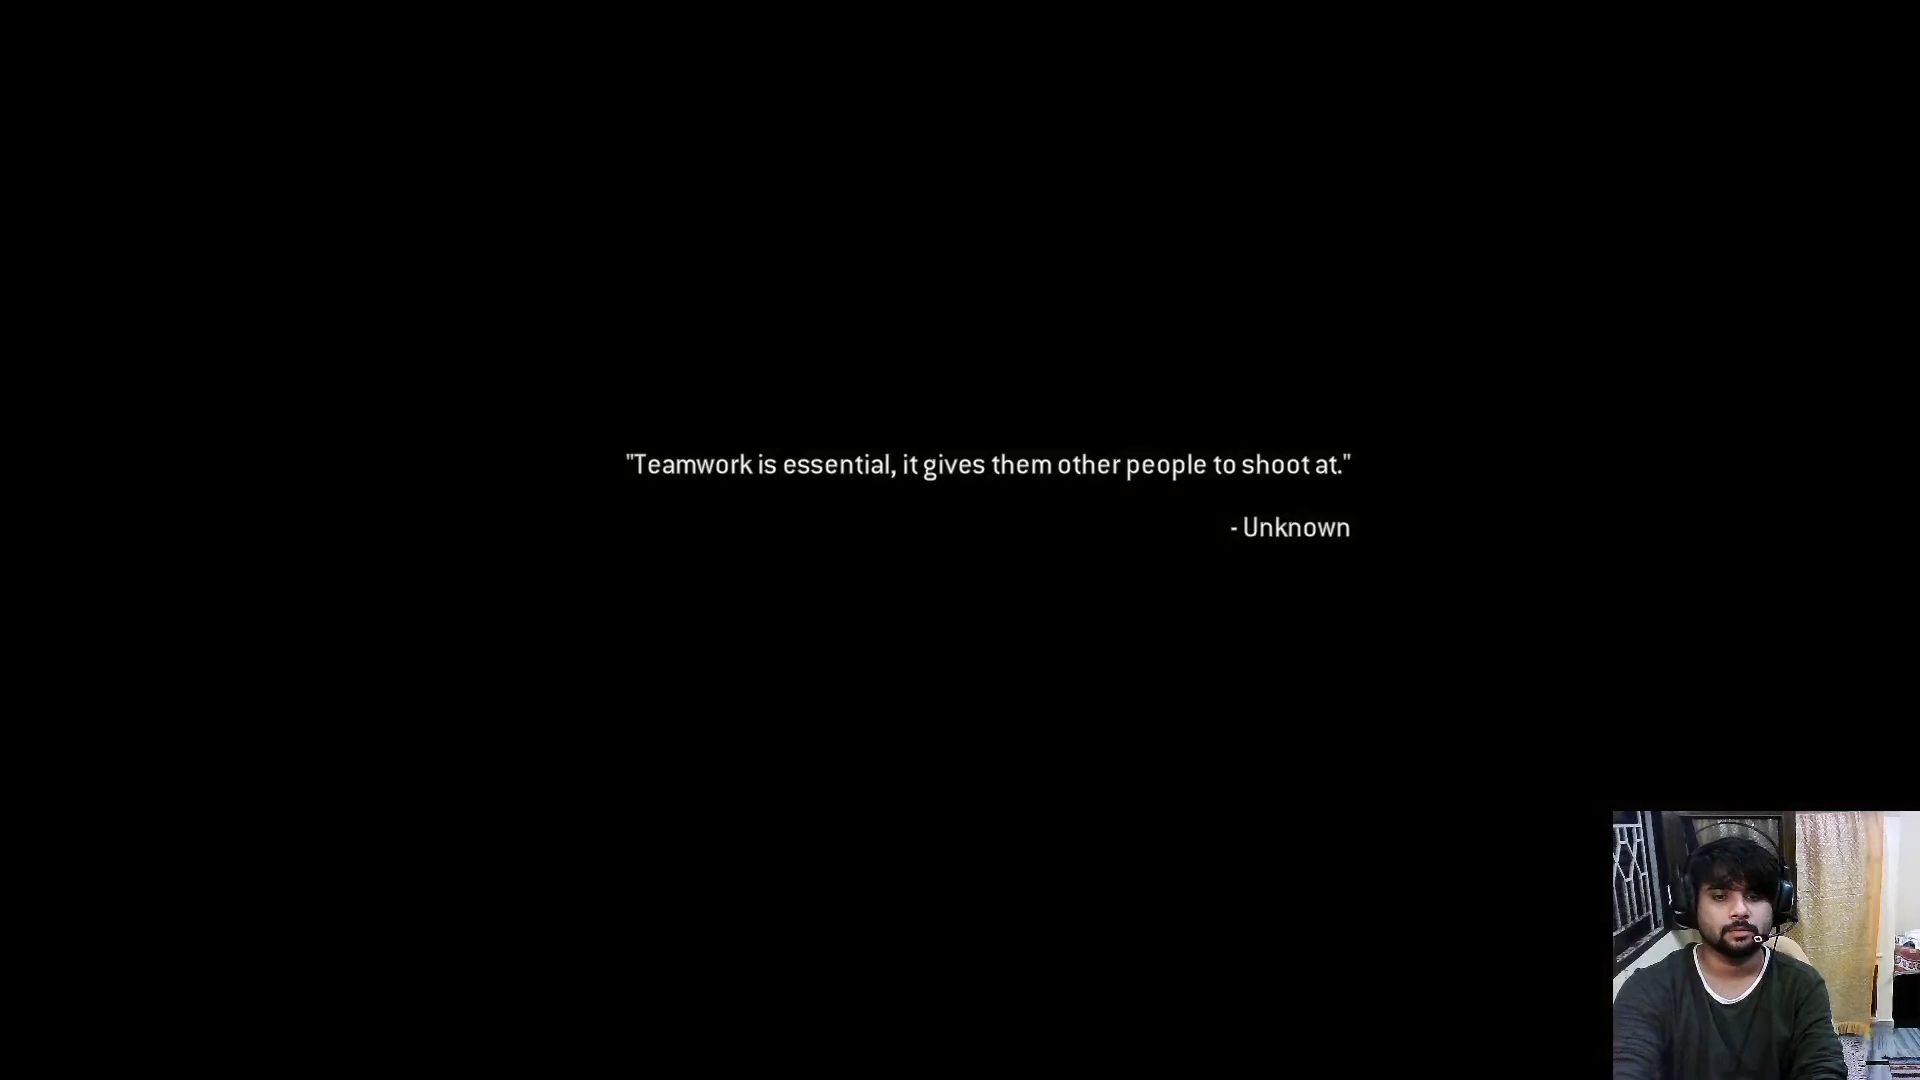 "Teamwork is essential, it gives them other people to shoot at."
- Unknown